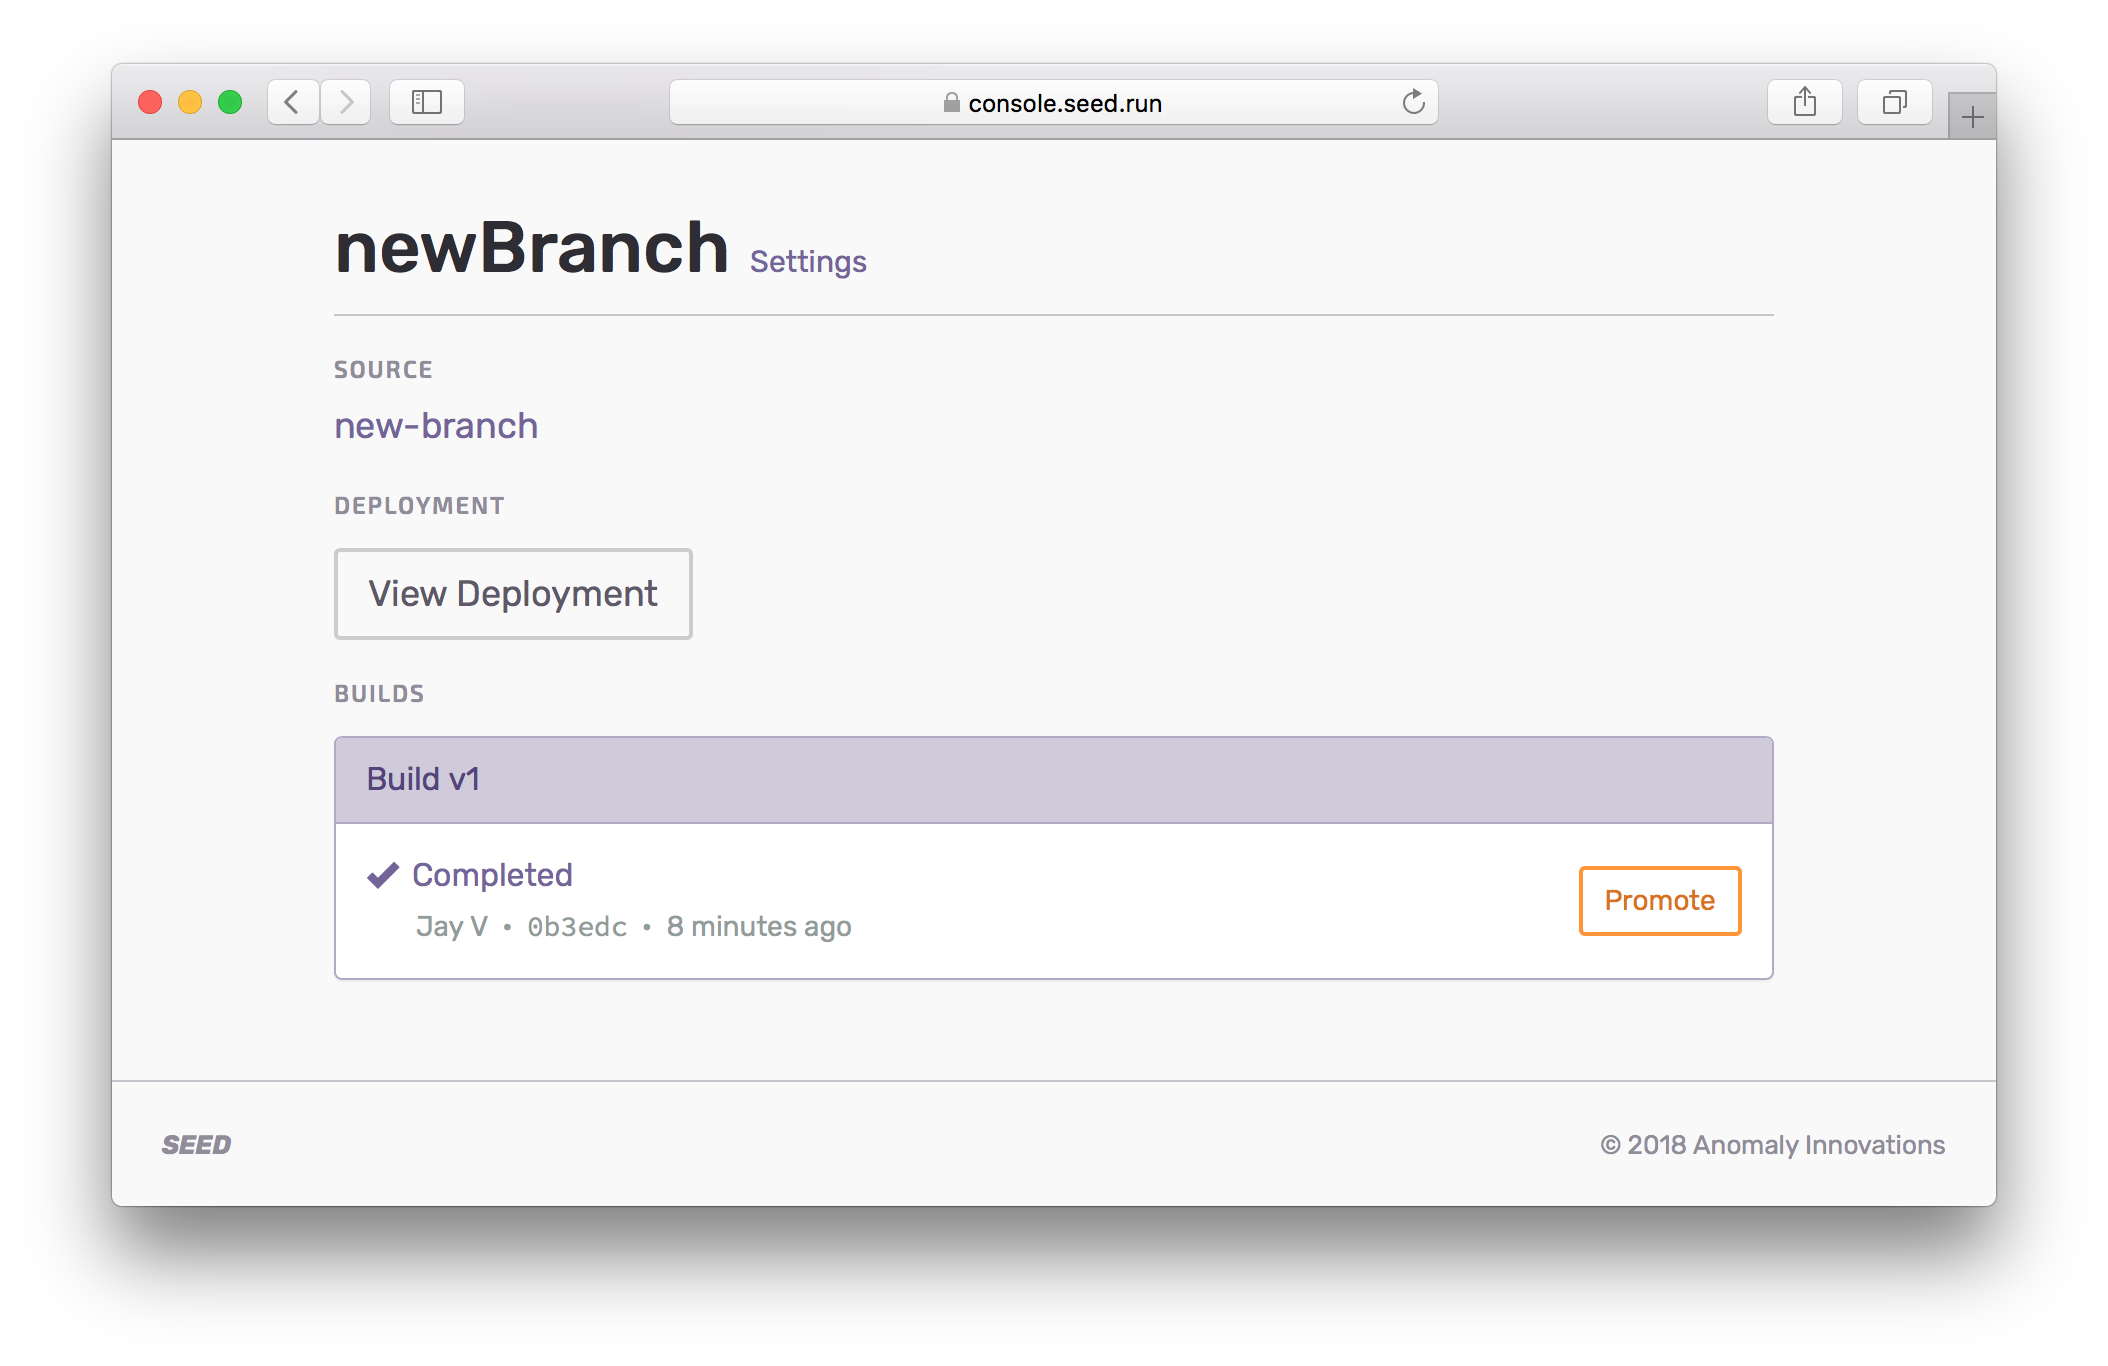 console.seed.run
newBranch Settings
SOURCE
new-branch
DEPLOYMENT
View Deployment
BUILDS
Build v1
Completed
Jay V • 0b3edc • 8 minutes ago
Promote
SEED
© 2018 Anomaly Innovations